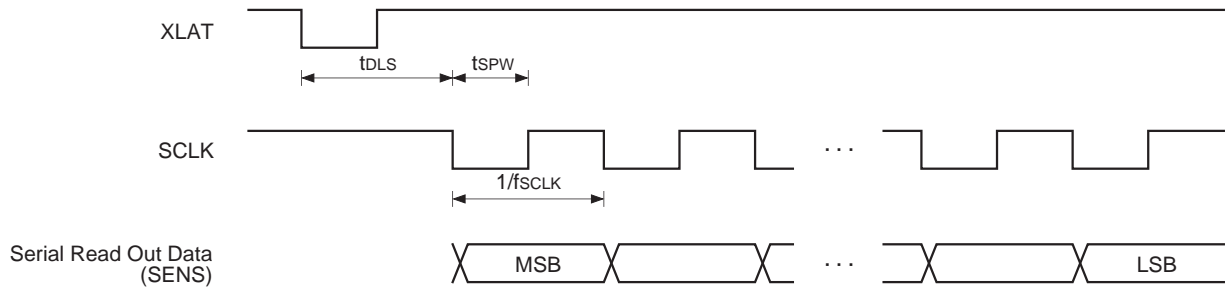 XLAT
tDLS
tSPW
SCLK
. . .
1/fSCLK
Serial Read Out Data
(SENS)
MSB
. . .
LSB